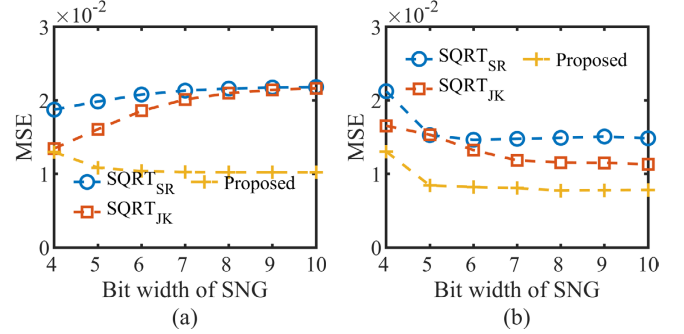 ×10⁻²
3
2
1
0
MSE
SQRT_SR
Proposed
SQRT_JK
4 5 6 7 8 9 10
Bit width of SNG
(a)
×10⁻²
3
2
1
0
MSE
SQRT_SR
Proposed
SQRT_JK
4 5 6 7 8 9 10
Bit width of SNG
(b)